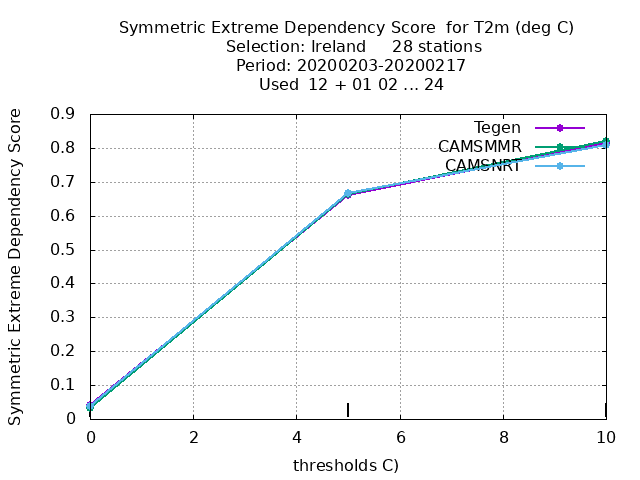 Symmetric Extreme Dependency Score  for T2m (deg C)
Selection: Ireland     28 stations
Period: 20200203-20200217
Used  12 + 01 02 ... 24
Symmetric Extreme Dependency Score
0.9
0.8
0.7
0.6
0.5
0.4
0.3
0.2
0.1
0
Tegen
CAMSMMR
CAMSNRT
0 2 4 6 8 10
thresholds C)